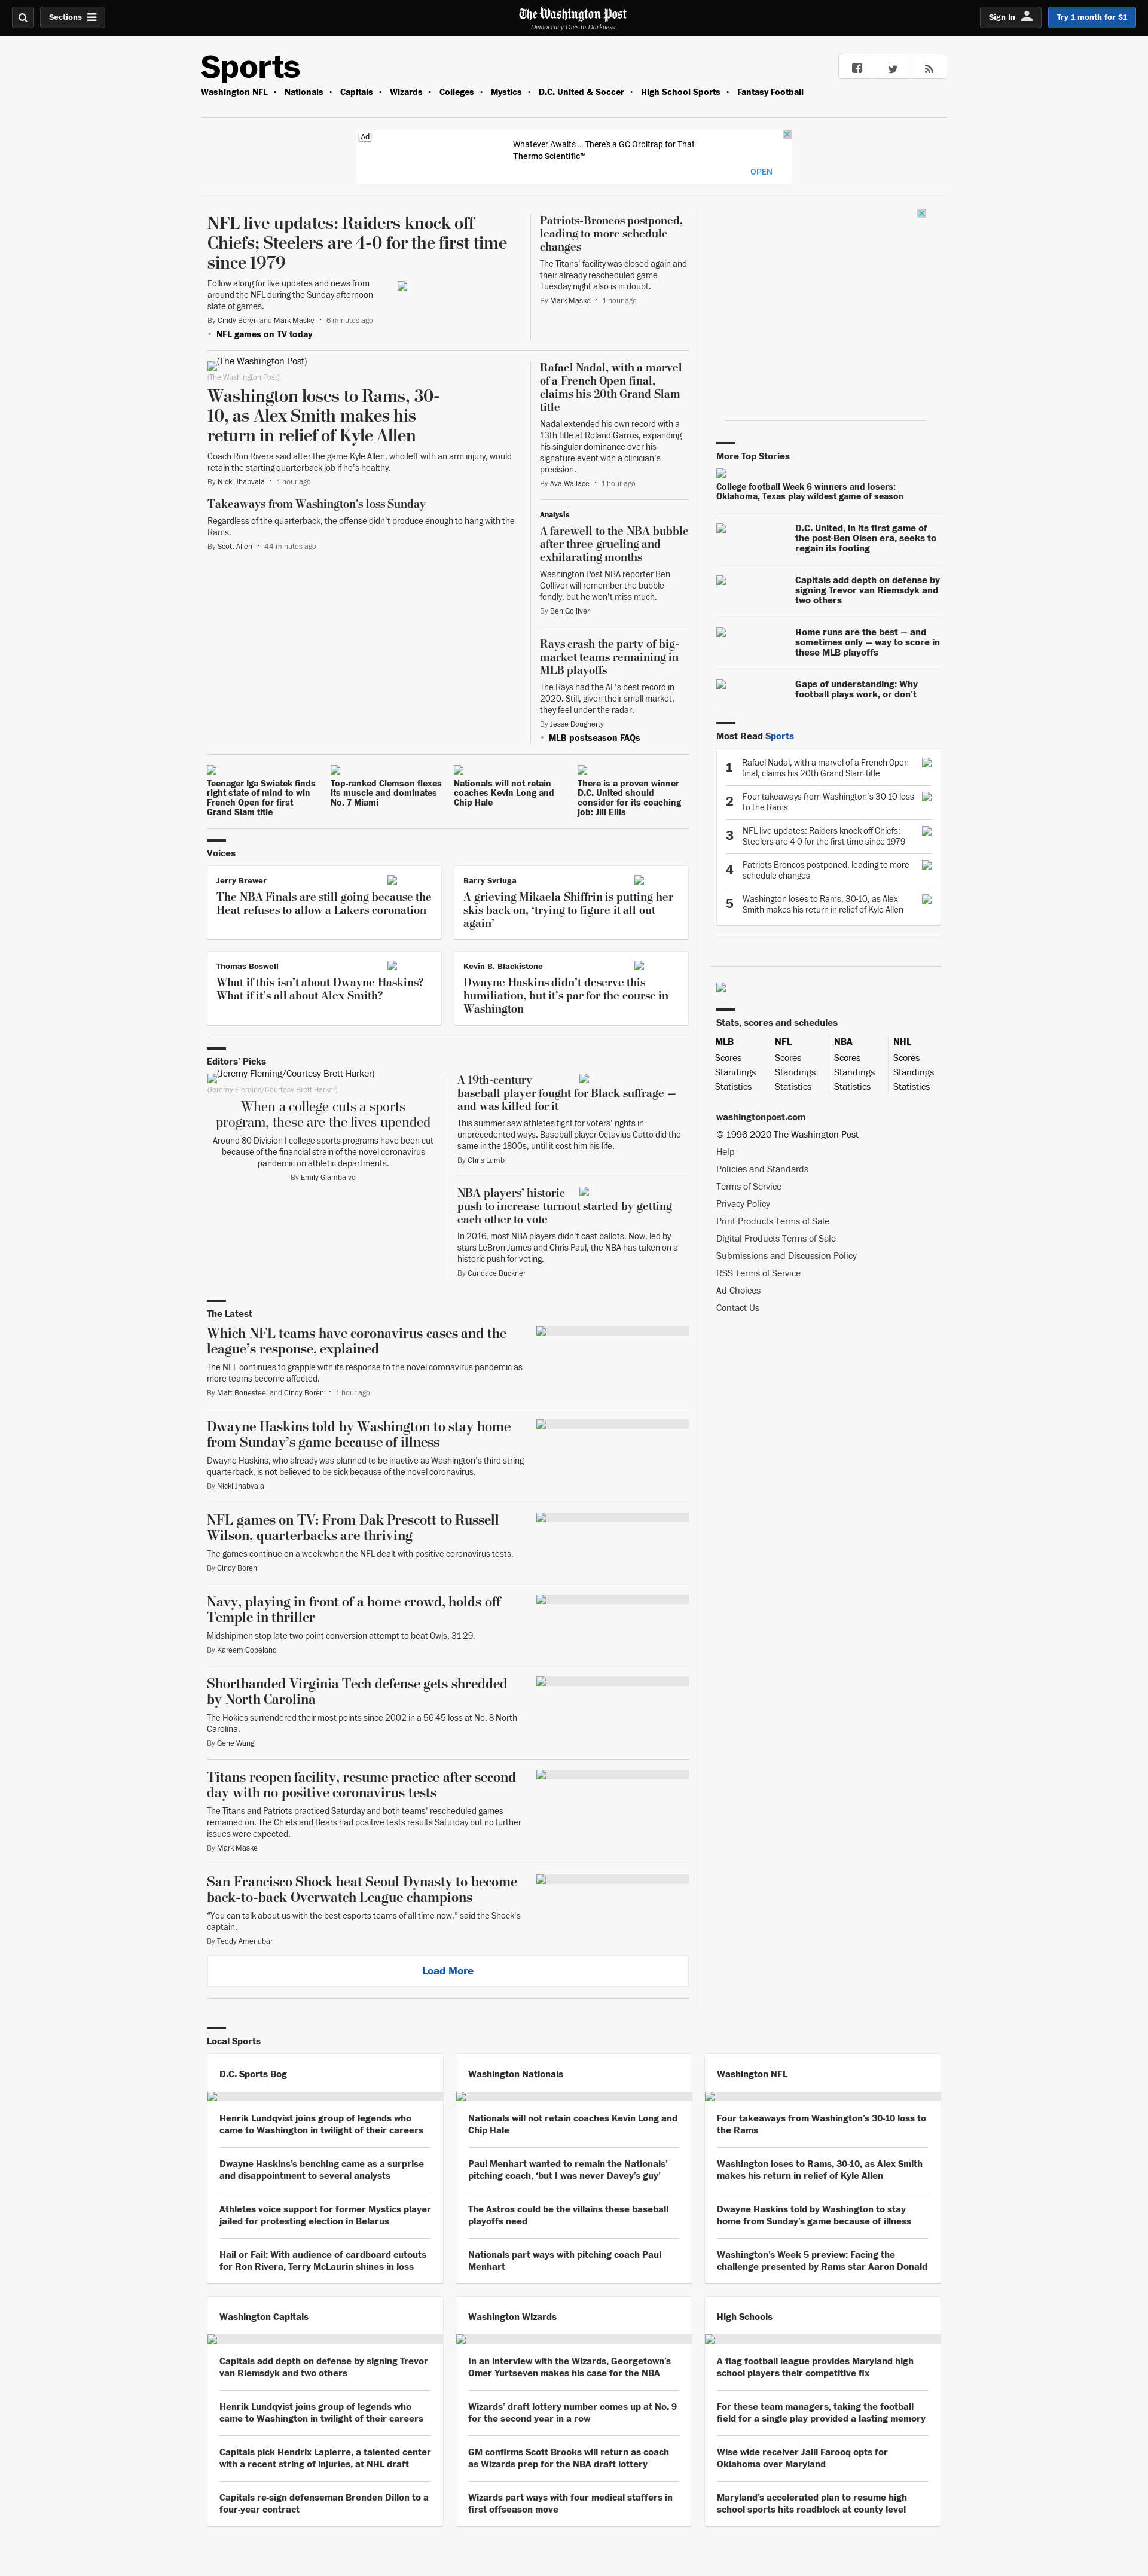 Sections
The Washington Post
Democracy Dies in Darkness
Sign In
Try 1 month for $1
Sports
Washington NFL • Nationals • Capitals • Wizards • Colleges • Mystics • D.C. United & Soccer • High School Sports • Fantasy Football
Ad
Whatever Awaits ... There's a GC Orbitrap for That
Thermo Scientific™
OPEN
NFL live updates: Raiders knock off
Chiefs; Steelers are 4-0 for the first time
since 1979
Follow along for live updates and news from
around the NFL during the Sunday afternoon
slate of games.
By Cindy Boren and Mark Maske • 6 minutes ago
• NFL games on TV today
Patriots-Broncos postponed,
leading to more schedule
changes
The Titans' facility was closed again and
their already rescheduled game
Tuesday night also is in doubt.
By Mark Maske • 1 hour ago
(The Washington Post)
(The Washington Post)
Washington loses to Rams, 30-
10, as Alex Smith makes his
return in relief of Kyle Allen
Coach Ron Rivera said after the game Kyle Allen, who left with an arm injury, would
retain the starting quarterback job if he's healthy.
By Nicki Jhabvala • 1 hour ago
Takeaways from Washington's loss Sunday
Regardless of the quarterback, the offense didn't produce enough to hang with the
Rams.
By Scott Allen • 44 minutes ago
Rafael Nadal, with a marvel
of a French Open final,
claims his 20th Grand Slam
title
Nadal extended his own record with a
13th title at Roland Garros, expanding
his singular dominance over his
signature event with a clinician's
precision.
By Ava Wallace • 1 hour ago
Analysis
A farewell to the NBA bubble
after three grueling and
exhilarating months
Washington Post NBA reporter Ben
Golliver will remember the bubble
fondly, but he won't miss much.
By Ben Golliver
Rays crash the party of big-
market teams remaining in
MLB playoffs
The Rays had the AL's best record in
2020. Still, given their small market,
they feel under the radar.
By Jesse Dougherty
• MLB postseason FAQs
Teenager Iga Swiatek finds
right state of mind to win
French Open for first
Grand Slam title
Top-ranked Clemson flexes
its muscle and dominates
No. 7 Miami
Nationals will not retain
coaches Kevin Long and
Chip Hale
There is a proven winner
D.C. United should
consider for its coaching
job: Jill Ellis
Voices
Jerry Brewer
The NBA Finals are still going because the
Heat refuses to allow a Lakers coronation
Barry Svrluga
A grieving Mikaela Shiffrin is putting her
skis back on, 'trying to figure it all out
again'
Thomas Boswell
What if this isn't about Dwayne Haskins?
What if it's all about Alex Smith?
Kevin B. Blackistone
Dwayne Haskins didn't deserve this
humiliation, but it's par for the course in
Washington
Editors' Picks
(Jeremy Fleming/Courtesy Brett Harker)
(Jeremy Fleming/Courtesy Brett Harker)
When a college cuts a sports
program, these are the lives upended
Around 80 Division I college sports programs have been cut
because of the financial strain of the novel coronavirus
pandemic on athletic departments.
By Emily Giambalvo
A 19th-century
baseball player fought for Black suffrage —
and was killed for it
This summer saw athletes fight for voters' rights in
unprecedented ways. Baseball player Octavius Catto did the
same in the 1800s, until it cost him his life.
By Chris Lamb
NBA players' historic
push to increase turnout started by getting
each other to vote
In 2016, most NBA players didn't cast ballots. Now, led by
stars LeBron James and Chris Paul, the NBA has taken on a
historic push for voting.
By Candace Buckner
The Latest
Which NFL teams have coronavirus cases and the
league's response, explained
The NFL continues to grapple with its response to the novel coronavirus pandemic as
more teams become affected.
By Matt Bonesteel and Cindy Boren • 1 hour ago
Dwayne Haskins told by Washington to stay home
from Sunday's game because of illness
Dwayne Haskins, who already was planned to be inactive as Washington's third-string
quarterback, is not believed to be sick because of the novel coronavirus.
By Nicki Jhabvala
NFL games on TV: From Dak Prescott to Russell
Wilson, quarterbacks are thriving
The games continue on a week when the NFL dealt with positive coronavirus tests.
By Cindy Boren
Navy, playing in front of a home crowd, holds off
Temple in thriller
Midshipmen stop late two-point conversion attempt to beat Owls, 31-29.
By Kareem Copeland
Shorthanded Virginia Tech defense gets shredded
by North Carolina
The Hokies surrendered their most points since 2002 in a 56-45 loss at No. 8 North
Carolina.
By Gene Wang
Titans reopen facility, resume practice after second
day with no positive coronavirus tests
The Titans and Patriots practiced Saturday and both teams' rescheduled games
remained on. The Chiefs and Bears had positive tests results Saturday but no further
issues were expected.
By Mark Maske
San Francisco Shock beat Seoul Dynasty to become
back-to-back Overwatch League champions
"You can talk about us with the best esports teams of all time now," said the Shock's
captain.
By Teddy Amenabar
Load More
More Top Stories
College football Week 6 winners and losers:
Oklahoma, Texas play wildest game of season
D.C. United, in its first game of
the post-Ben Olsen era, seeks to
regain its footing
Capitals add depth on defense by
signing Trevor van Riemsdyk and
two others
Home runs are the best — and
sometimes only — way to score in
these MLB playoffs
Gaps of understanding: Why
football plays work, or don't
Most Read Sports
1 Rafael Nadal, with a marvel of a French Open
final, claims his 20th Grand Slam title
2 Four takeaways from Washington's 30-10 loss
to the Rams
3 NFL live updates: Raiders knock off Chiefs;
Steelers are 4-0 for the first time since 1979
4 Patriots-Broncos postponed, leading to more
schedule changes
5 Washington loses to Rams, 30-10, as Alex
Smith makes his return in relief of Kyle Allen
Stats, scores and schedules
MLB NFL NBA NHL
Scores Scores Scores Scores
Standings Standings Standings Standings
Statistics Statistics Statistics Statistics
washingtonpost.com
© 1996-2020 The Washington Post
Help
Policies and Standards
Terms of Service
Privacy Policy
Print Products Terms of Sale
Digital Products Terms of Sale
Submissions and Discussion Policy
RSS Terms of Service
Ad Choices
Contact Us
Local Sports
D.C. Sports Bog
Henrik Lundqvist joins group of legends who
came to Washington in twilight of their careers
Dwayne Haskins's benching came as a surprise
and disappointment to several analysts
Athletes voice support for former Mystics player
jailed for protesting election in Belarus
Hail or Fail: With audience of cardboard cutouts
for Ron Rivera, Terry McLaurin shines in loss
Washington Nationals
Nationals will not retain coaches Kevin Long and
Chip Hale
Paul Menhart wanted to remain the Nationals'
pitching coach, 'but I was never Davey's guy'
The Astros could be the villains these baseball
playoffs need
Nationals part ways with pitching coach Paul
Menhart
Washington NFL
Four takeaways from Washington's 30-10 loss to
the Rams
Washington loses to Rams, 30-10, as Alex Smith
makes his return in relief of Kyle Allen
Dwayne Haskins told by Washington to stay
home from Sunday's game because of illness
Washington's Week 5 preview: Facing the
challenge presented by Rams star Aaron Donald
Washington Capitals
Capitals add depth on defense by signing Trevor
van Riemsdyk and two others
Henrik Lundqvist joins group of legends who
came to Washington in twilight of their careers
Capitals pick Hendrix Lapierre, a talented center
with a recent string of injuries, at NHL draft
Capitals re-sign defenseman Brenden Dillon to a
four-year contract
Washington Wizards
In an interview with the Wizards, Georgetown's
Omer Yurtseven makes his case for the NBA
Wizards' draft lottery number comes up at No. 9
for the second year in a row
GM confirms Scott Brooks will return as coach
as Wizards prep for the NBA draft lottery
Wizards part ways with four medical staffers in
first offseason move
High Schools
A flag football league provides Maryland high
school players their competitive fix
For these team managers, taking the football
field for a single play provided a lasting memory
Wise wide receiver Jalil Farooq opts for
Oklahoma over Maryland
Maryland's accelerated plan to resume high
school sports hits roadblock at county level